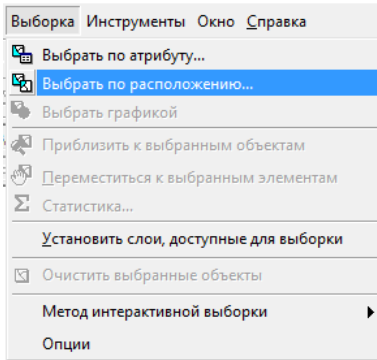 Выборка Инструменты Окно Справка
Выбрать по атрибуту...
Выбрать по расположению...
Выбрать графикой
Приблизить к выбранным объектам
Переместиться к выбранным элементам
Статистика...
Установить слои, доступные для выборки
Очистить выбранные объекты
Метод интерактивной выборки
Опции